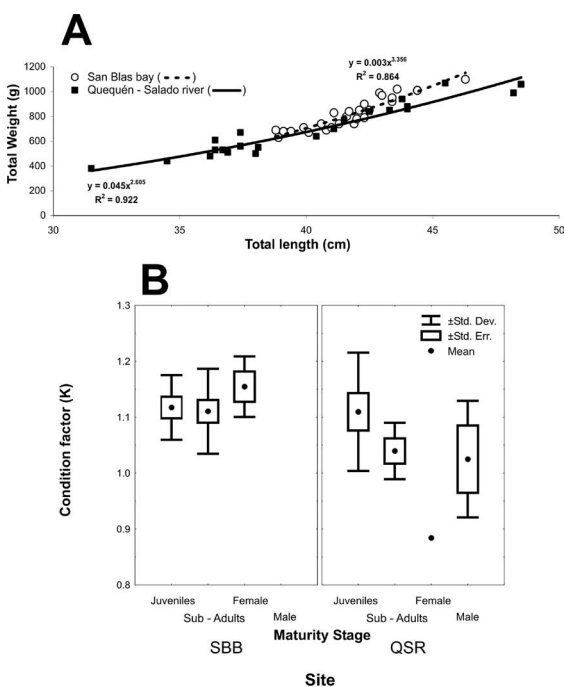 A
y = 0.003x^3.356
R² = 0.864
1200
1000
800
600
400
200
0
Total Weight (g)
San Blas bay ( )
Quequén - Salado river ( )
y = 0.045x^2.605
R² = 0.922
30 35 40 45 50
Total length (cm)
B
1.3
1.2
1.1
1.0
0.9
0.8
Condition factor (K)
±Std. Dev.
±Std. Err.
Mean
Juveniles Female Juveniles Female
Sub - Adults Male Sub - Adults Male
Maturity Stage
SBB QSR
Site